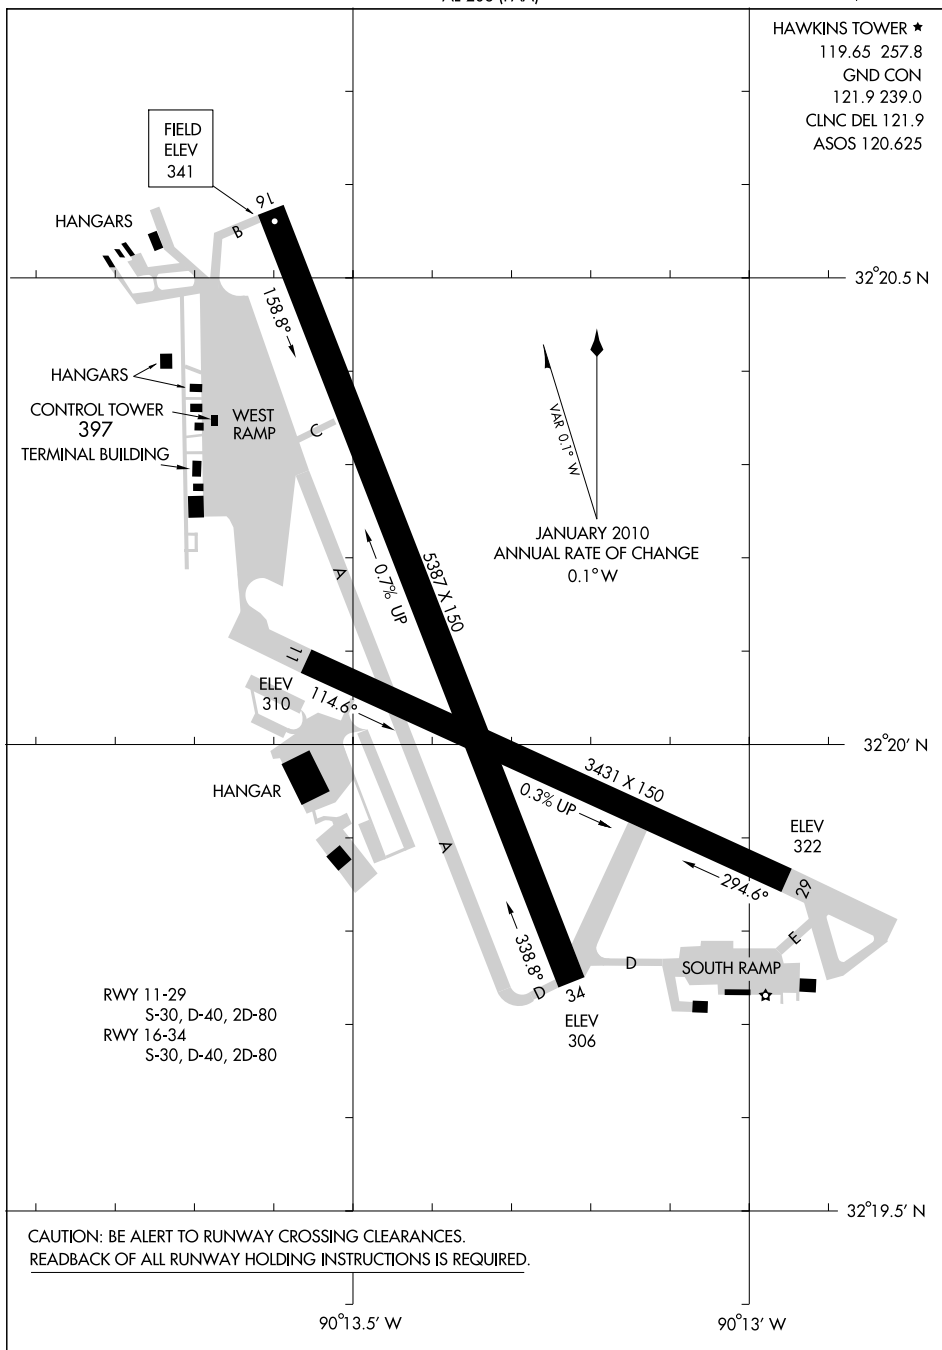 HAWKINS TOWER ★
119.65 257.8
GND CON
121.9 239.0
CLNC DEL 121.9
ASOS 120.625
FIELD
ELEV
341
16
HANGARS
B
32°20.5 N
158.8°
HANGARS
CONTROL TOWER
397
TERMINAL BUILDING
WEST
RAMP
C
VAR 0.1° W
JANUARY 2010
ANNUAL RATE OF CHANGE
0.1° W
A
0.7% UP
5387 X 150
11
ELEV
310
114.6°
32°20' N
HANGAR
3431 X 150
0.3% UP
A
ELEV
322
294.6°
29
E
338.8°
D
SOUTH RAMP
D
34
ELEV
306
RWY 11-29
S-30, D-40, 2D-80
RWY 16-34
S-30, D-40, 2D-80
32°19.5' N
CAUTION: BE ALERT TO RUNWAY CROSSING CLEARANCES.
READBACK OF ALL RUNWAY HOLDING INSTRUCTIONS IS REQUIRED.
90°13.5' W
90°13' W